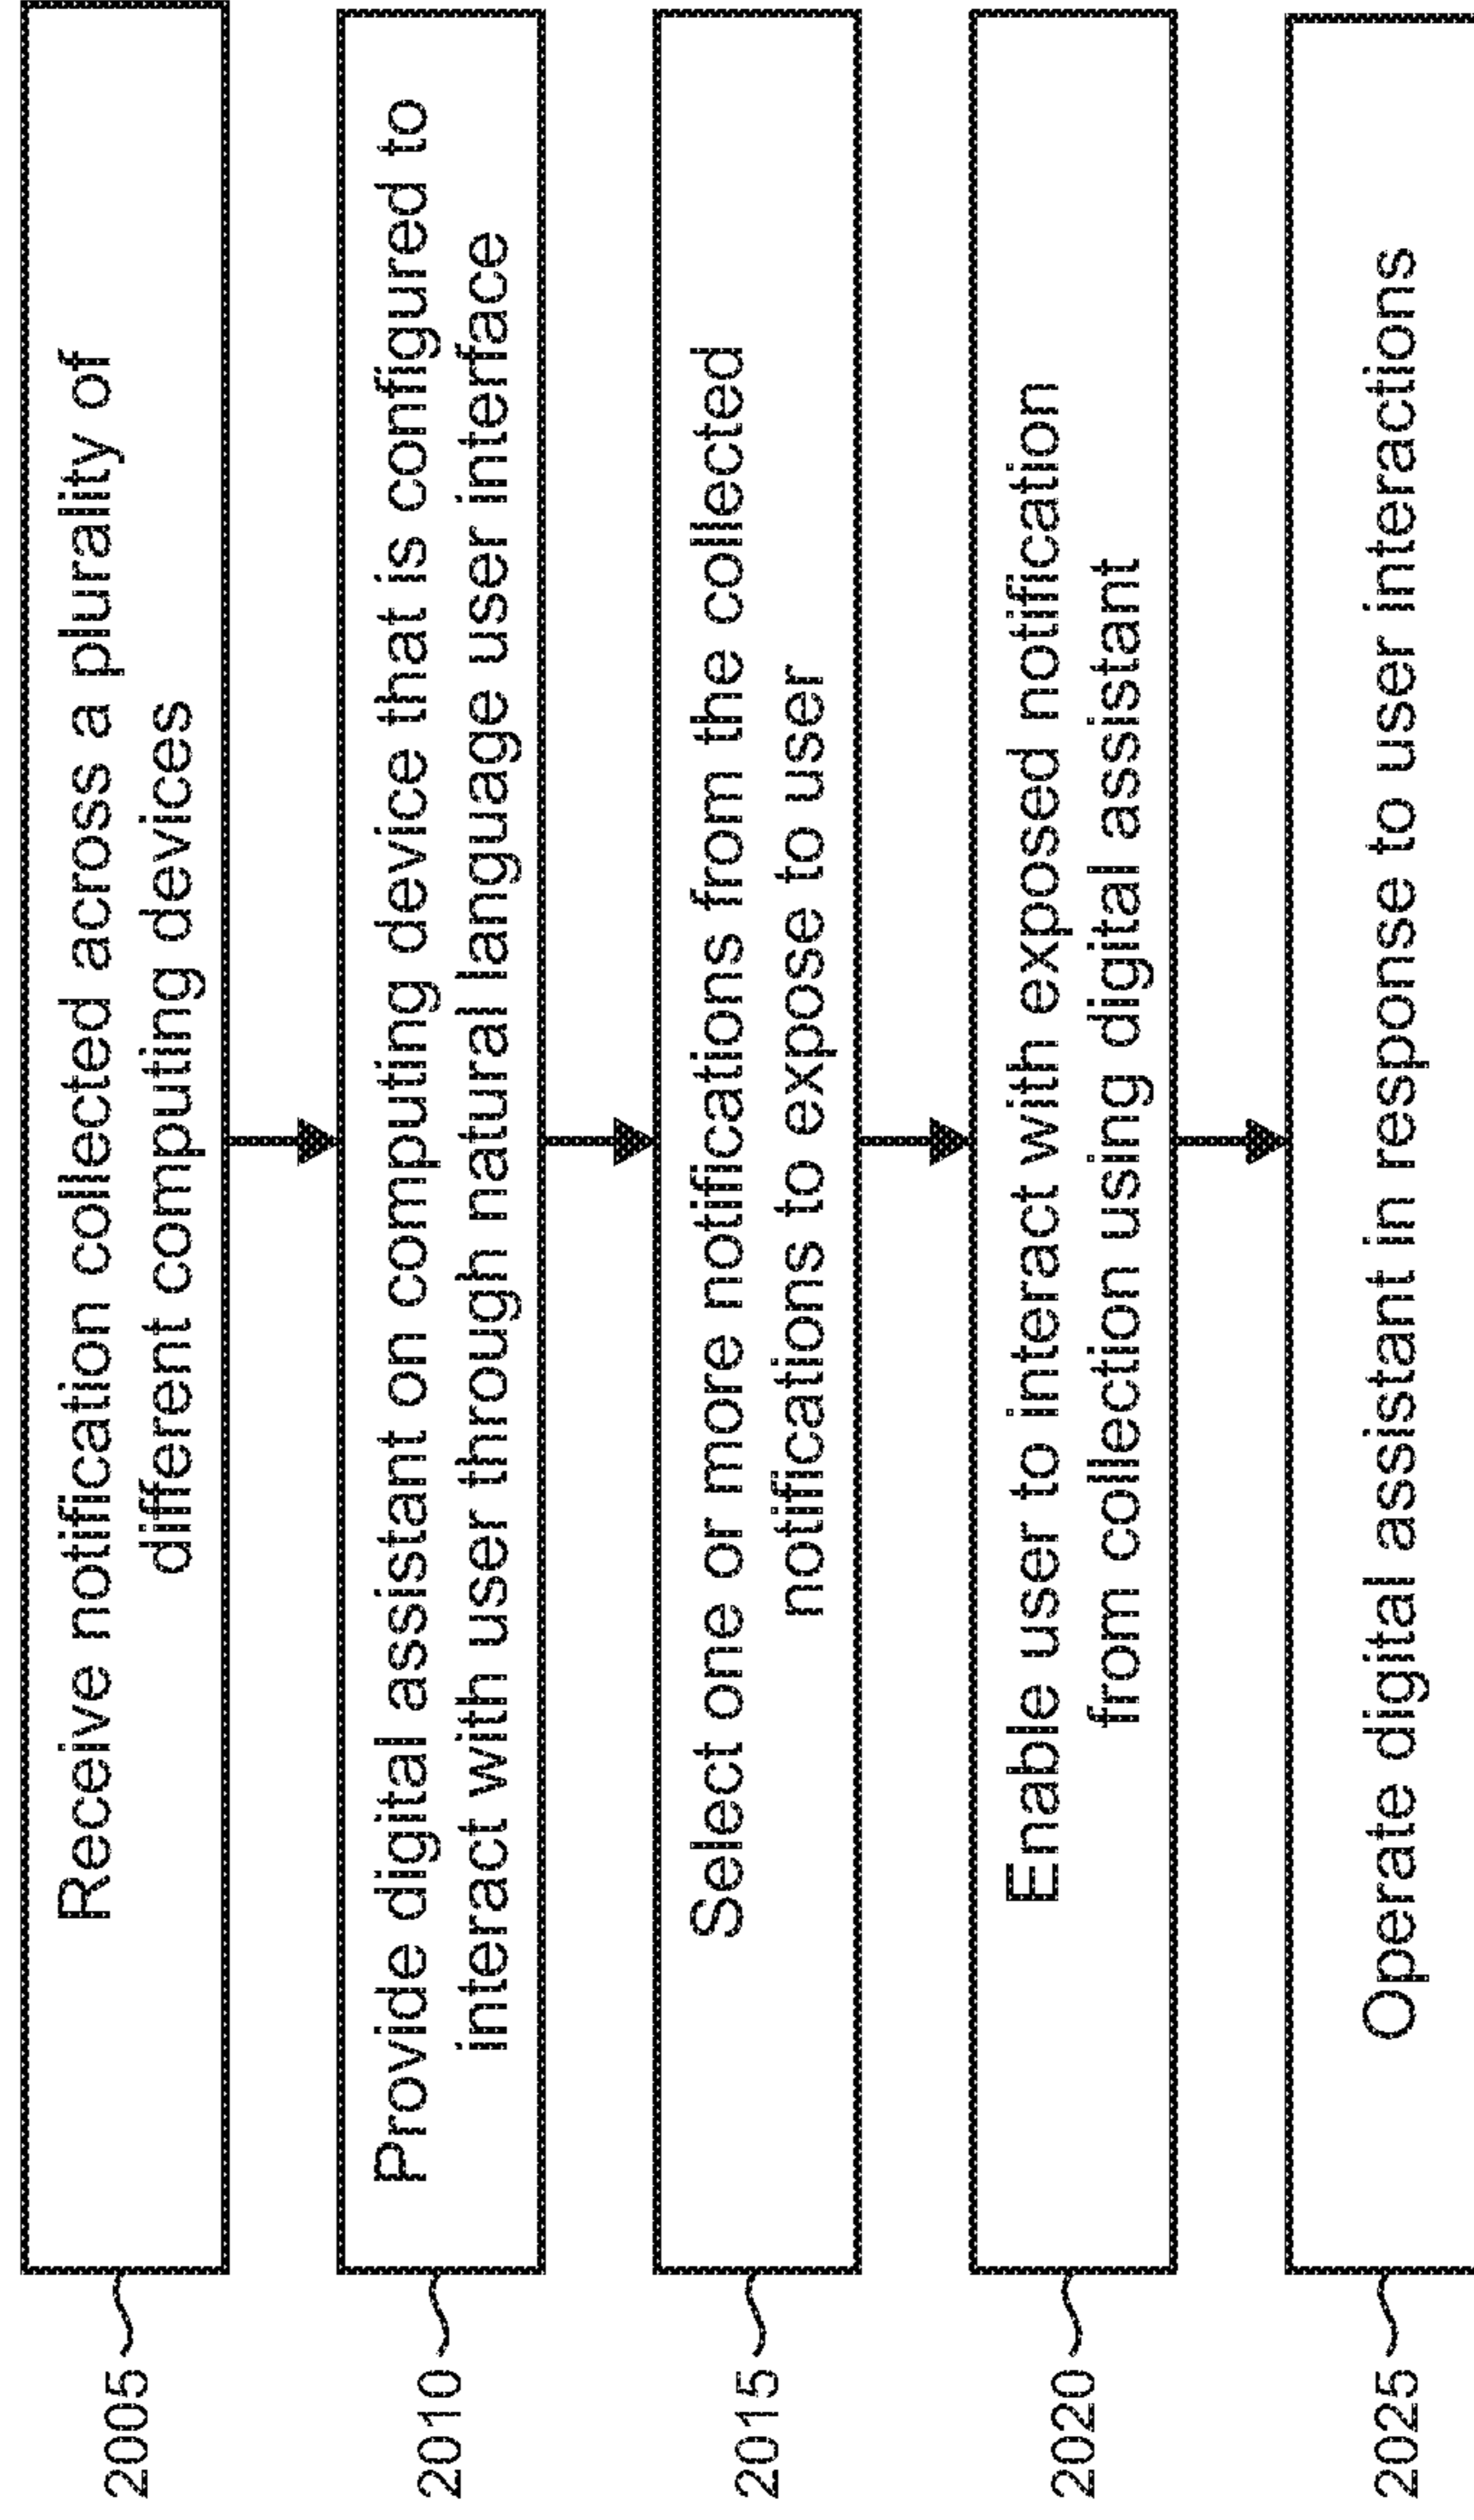 2005
Receive notification collected across a plurality of
different computing devices
2010
Provide digital assistant on computing device that is configured to
interact with user through natural language user interface
2015
Select one or more notifications from the collected
notifications to expose to user
2020
Enable user to interact with exposed notification
from collection using digital assistant
2025
Operate digital assistant in response to user interactions